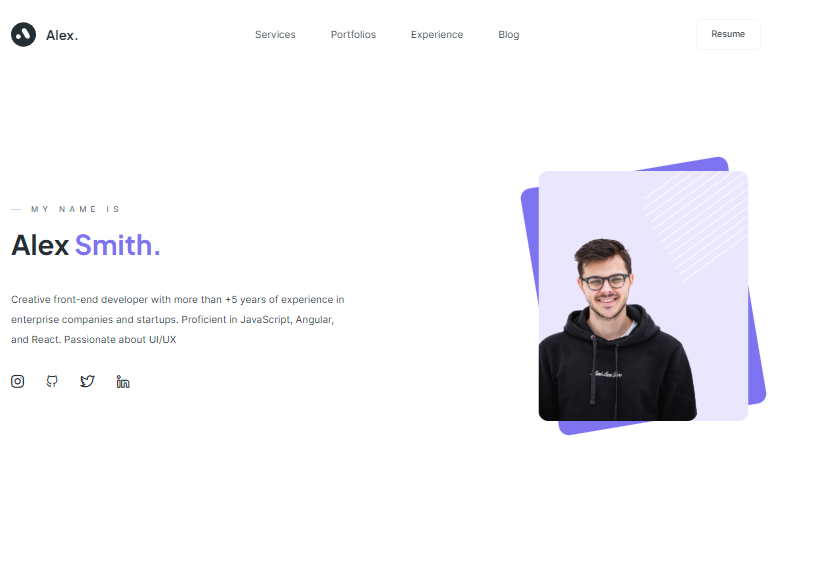 Alex.
Services
Portfolios
Experience
Blog
Resume
MY NAME IS
Alex Smith.
Creative front-end developer with more than +5 years of experience in
enterprise companies and startups. Proficient in JavaScript, Angular,
and React. Passionate about UI/UX